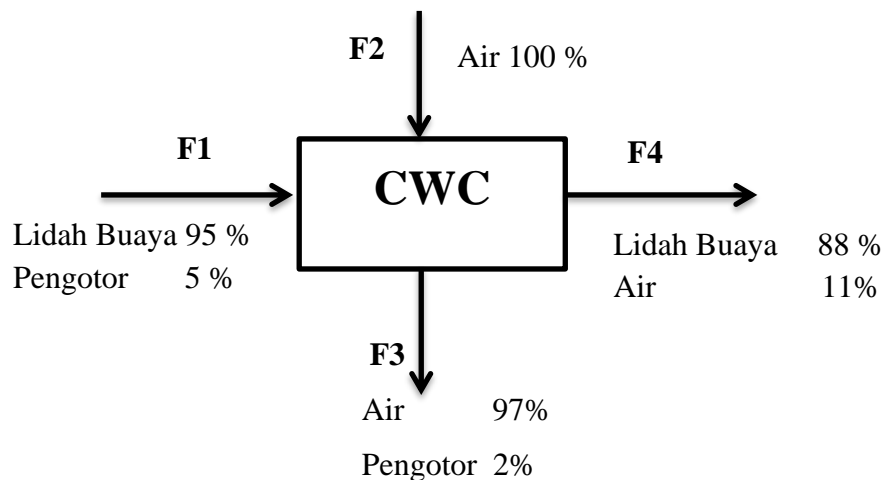 F2
Air 100 %
F1
CWC
F4
Lidah Buaya 95 %
Pengotor 5 %
Lidah Buaya 88 %
Air 11%
F3
Air 97%
Pengotor 2%